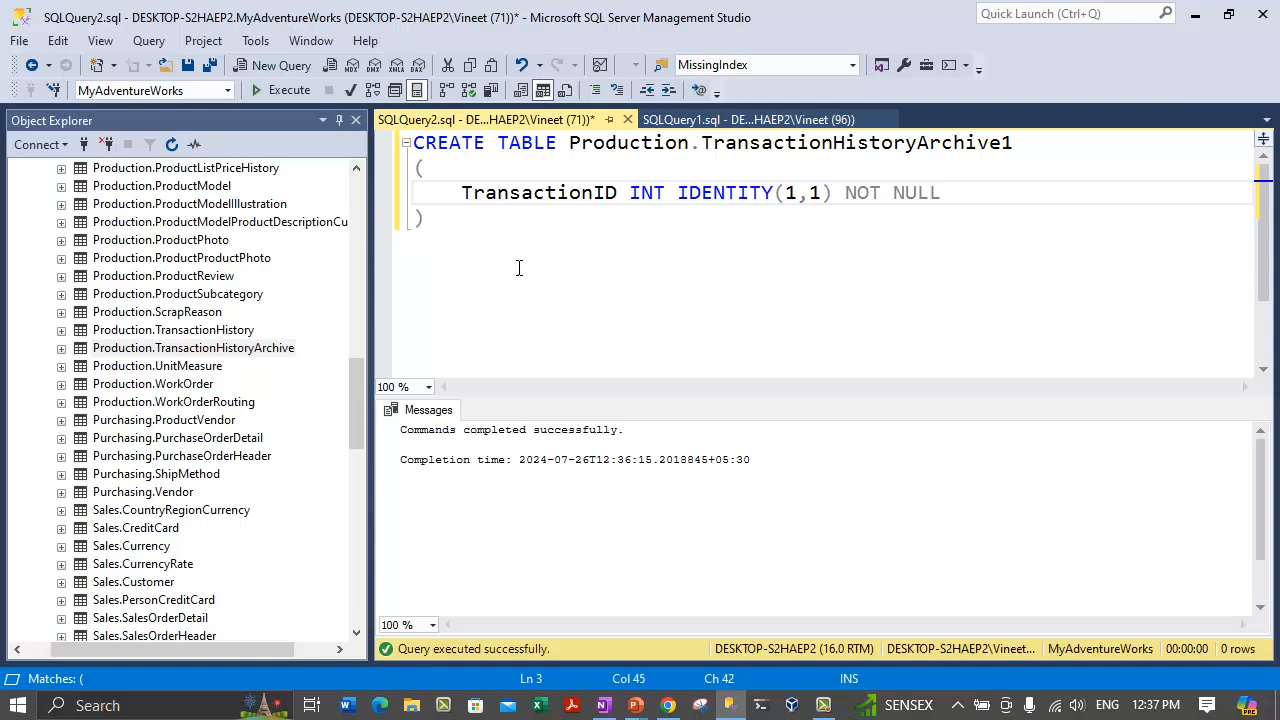 SQLQuery2.sql - DESKTOP-S2HAEP2.MyAdventureWorks (DESKTOP-S2HAEP2\Vineet (71))* - Microsoft SQL Server Management Studio
Quick Launch (Ctrl+Q)
File Edit View Query Project Tools Window Help
New Query MDX DMX XMLA DAX MissingIndex
MyAdventureWorks Execute
Object Explorer
SQLQuery2.sql - DE...HAEP2\Vineet (71))* SQLQuery1.sql - DE...HAEP2\Vineet (96))
Connect
Production.ProductListPriceHistory
Production.ProductModel
Production.ProductModelIllustration
Production.ProductModelProductDescriptionCu
Production.ProductPhoto
Production.ProductProductPhoto
Production.ProductReview
Production.ProductSubcategory
Production.ScrapReason
Production.TransactionHistory
Production.TransactionHistoryArchive
Production.UnitMeasure
Production.WorkOrder
Production.WorkOrderRouting
Purchasing.ProductVendor
Purchasing.PurchaseOrderDetail
Purchasing.PurchaseOrderHeader
Purchasing.ShipMethod
Purchasing.Vendor
Sales.CountryRegionCurrency
Sales.CreditCard
Sales.Currency
Sales.CurrencyRate
Sales.Customer
Sales.PersonCreditCard
Sales.SalesOrderDetail
Sales.SalesOrderHeader
CREATE TABLE Production.TransactionHistoryArchive1
(
TransactionID INT IDENTITY(1,1) NOT NULL
)
100 %
Messages
Commands completed successfully.
Completion time: 2024-07-26T12:36:15.2018845+05:30
100 %
Query executed successfully. DESKTOP-S2HAEP2 (16.0 RTM) DESKTOP-S2HAEP2\Vineet... MyAdventureWorks 00:00:00 0 rows
Matches: ( Ln 3 Col 45 Ch 42 INS
Search SENSEX ENG 12:37 PM PRE